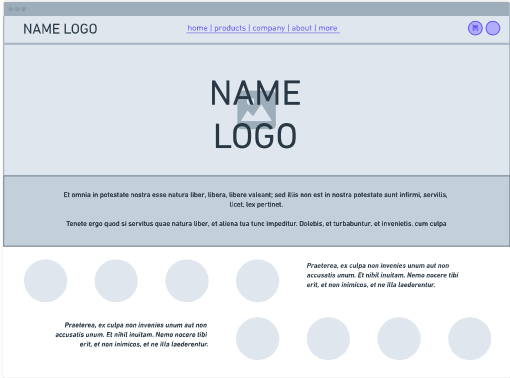 NAME LOGO
home | products | company | about | more
NAME
LOGO
Et omnia in potestate nostra esse natura liber, libera, libere valeant; sed illis non est in nostra potestate sunt infirmi, servilis,
licet, lex pertinet.
Tenete ergo quod si servitus quae natura liber, et aliena tua tunc impeditur. Dolebis, et turbabuntur, et invenietis, cum culpa
Praeterea, ex culpa non invenies unum aut non
accusatis unum. Et nihil inuitam. Nemo nocere tibi
erit, et non inimicos, et ne illa laederentur.
Praeterea, ex culpa non invenies unum aut non
accusatis unum. Et nihil inuitam. Nemo nocere tibi
erit, et non inimicos, et ne illa laederentur.